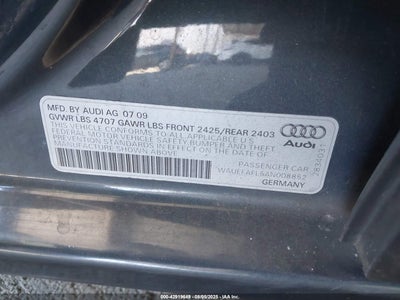 MFD. BY AUDI AG 07 09
GVWR LBS 4707 GAWR LBS FRONT 2425/REAR 2403
THIS VEHICLE CONFORMS TO ALL APPLICABLE U.S.
FEDERAL MOTOR VEHICLE SAFETY, BUMPER AND THEFT
PREVENTION STANDARDS IN EFFECT ON THE DATE OF
MANUFACTURE SHOWN ABOVE.
PASSENGER CAR
GERMANY
Audi